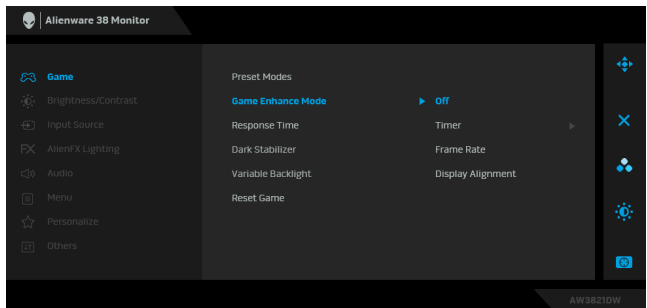 Alienware 38 Monitor
Game
Brightness/Contrast
Input Source
AlienFX Lighting
Audio
Menu
Personalize
Others
Preset Modes
Game Enhance Mode
Response Time
Dark Stabilizer
Variable Backlight
Reset Game
Off
Timer
Frame Rate
Display Alignment
AW3821DW